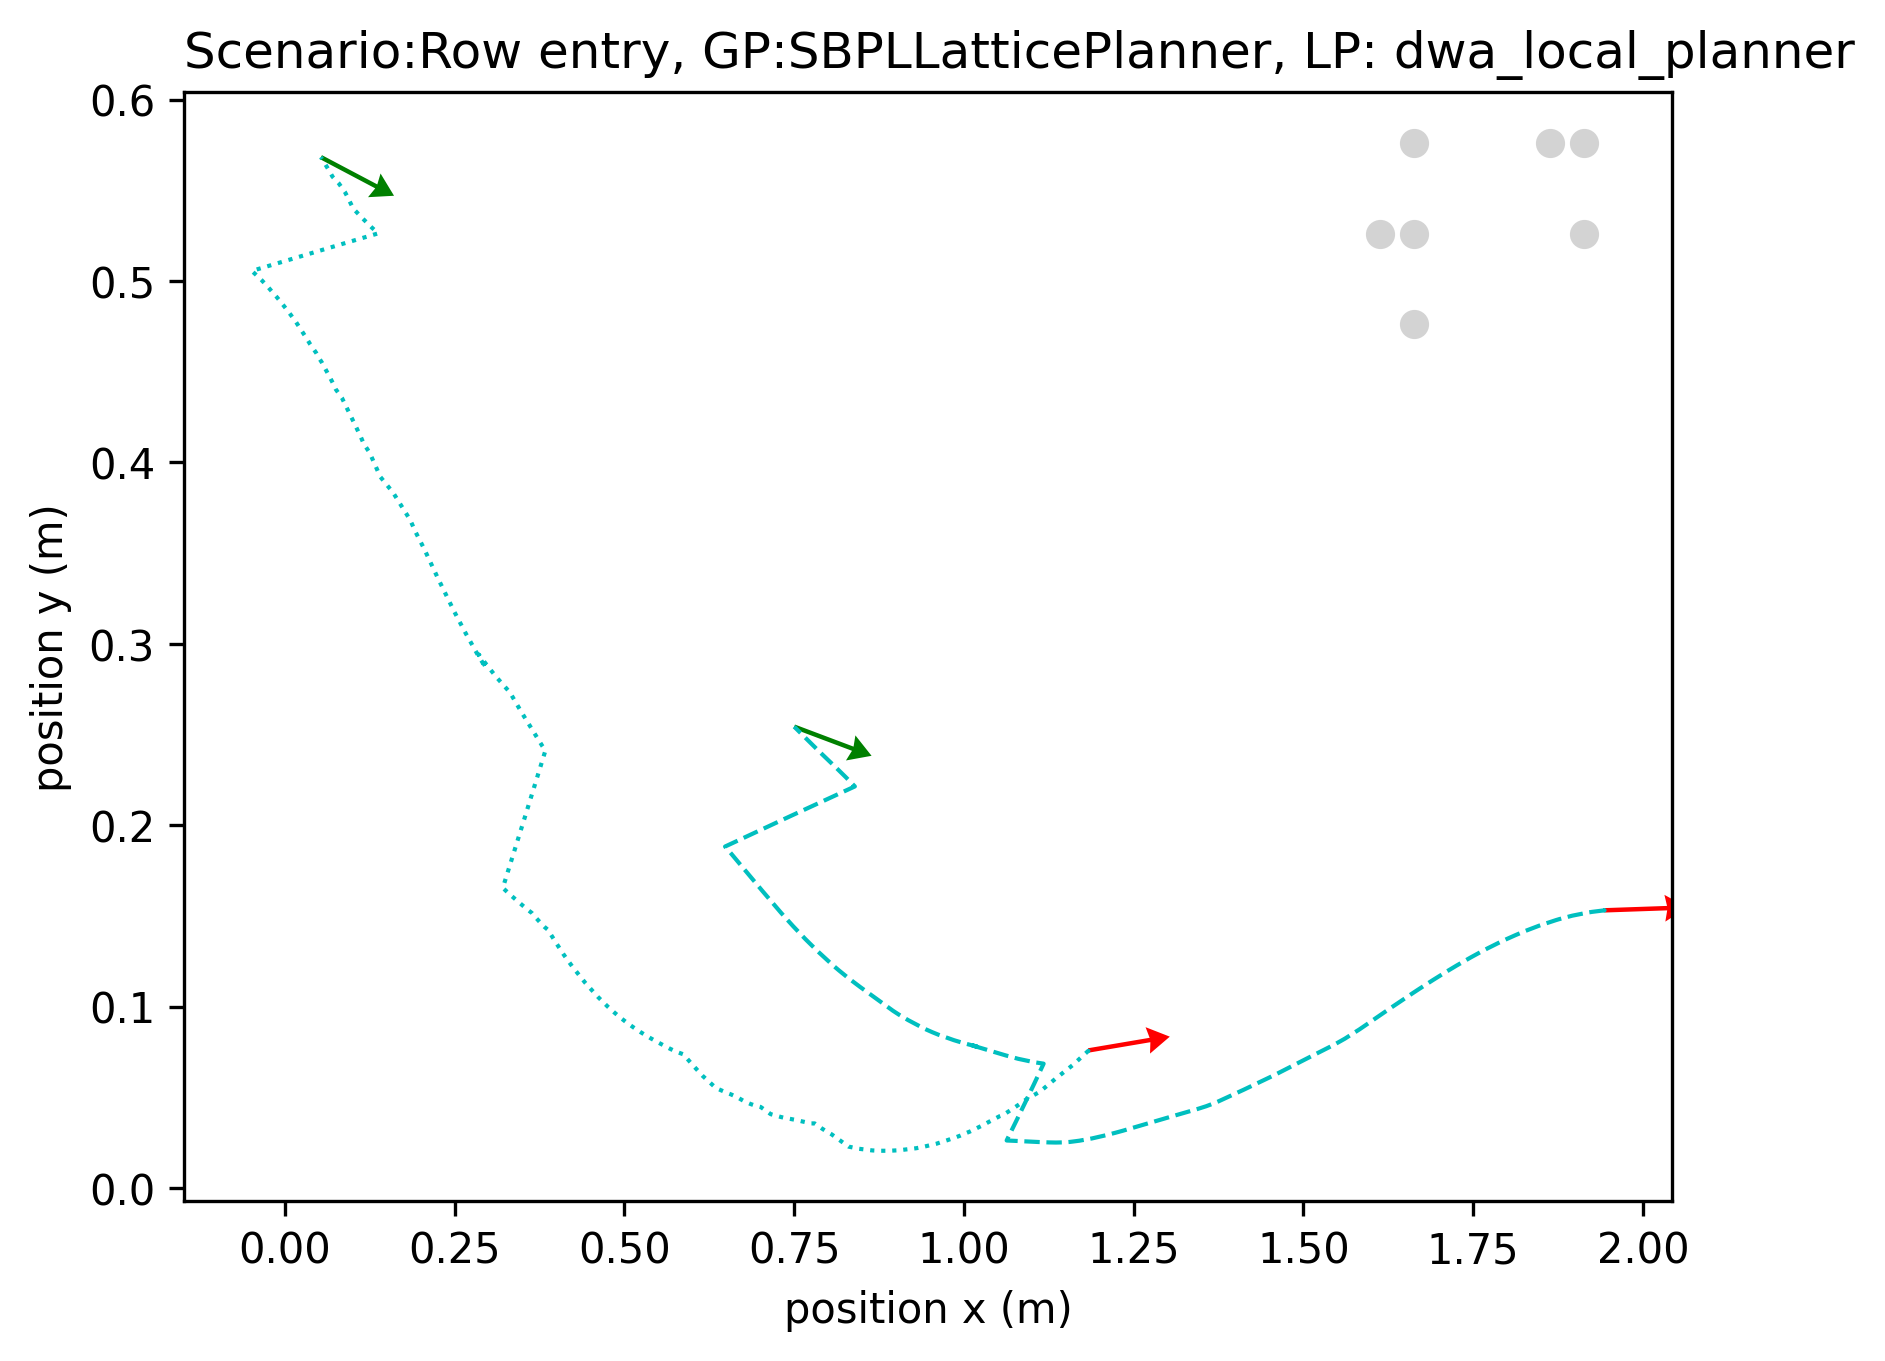 Scenario:Row entry, GP:SBPLLatticePlanner, LP: dwa_local_planner
0.6
0.5
0.4
0.3
0.2
0.1
0.0
position y (m)
0.00 0.25 0.50 0.75 1.00 1.25 1.50 1.75 2.00
position x (m)